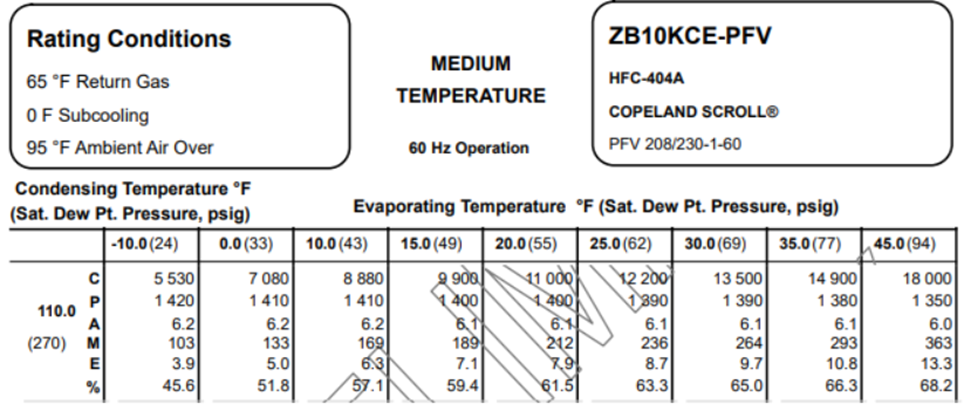 Rating Conditions
65 °F Return Gas
0 F Subcooling
95 °F Ambient Air Over
MEDIUM
TEMPERATURE
60 Hz Operation
ZB10KCE-PFV
HFC-404A
COPELAND SCROLL®
PFV 208/230-1-60
Condensing Temperature °F
(Sat. Dew Pt. Pressure, psig)
Evaporating Temperature °F (Sat. Dew Pt. Pressure, psig)
-10.0 (24) 0.0 (33) 10.0 (43) 15.0 (49) 20.0 (55) 25.0 (62) 30.0 (69) 35.0 (77) 45.0 (94)
C 5 530 7 080 8 880 9 900 11 000 12 200 13 500 14 900 18 000
110.0 P 1 420 1 410 1 410 1 400 1 400 1 390 1 390 1 380 1 350
A 6.2 6.2 6.2 6.1 6.1 6.1 6.1 6.1 6.0
(270) M 103 133 169 189 212 236 264 293 363
E 3.9 5.0 6.3 7.1 7.9 8.7 9.7 10.8 13.3
% 45.6 51.8 57.1 59.4 61.5 63.3 65.0 66.3 68.2